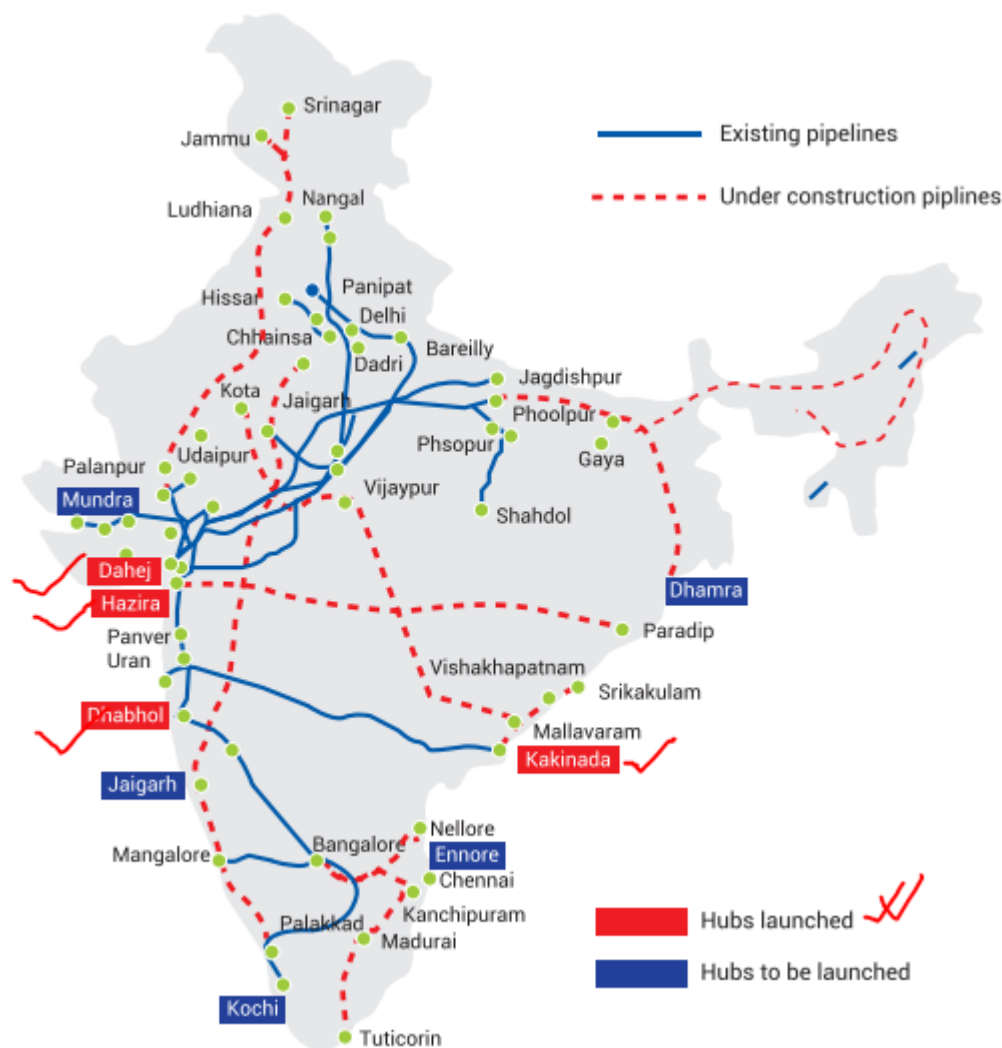 Srinagar
Existing pipelines
Jammu
Under construction piplines
Nangal
Ludhiana
Panipat
Hissar
Delhi
Chhainsa
Bareilly
Dadri
Jagdishpur
Kota
Jaigarh
Phoolpur
Phsopur
Gaya
Udaipur
Palanpur
Vijaypur
Mundra
Shahdol
Dahej
Dhamra
Hazira
Paradip
Panver
Uran
Vishakhapatnam
Srikakulam
Dhabhol
Mallavaram
Kakinada
Jaigarh
Nellore
Bangalore
Mangalore
Ennore
Chennai
Kanchipuram
Hubs launched
Palakkad
Madurai
Hubs to be launched
Kochi
Tuticorin